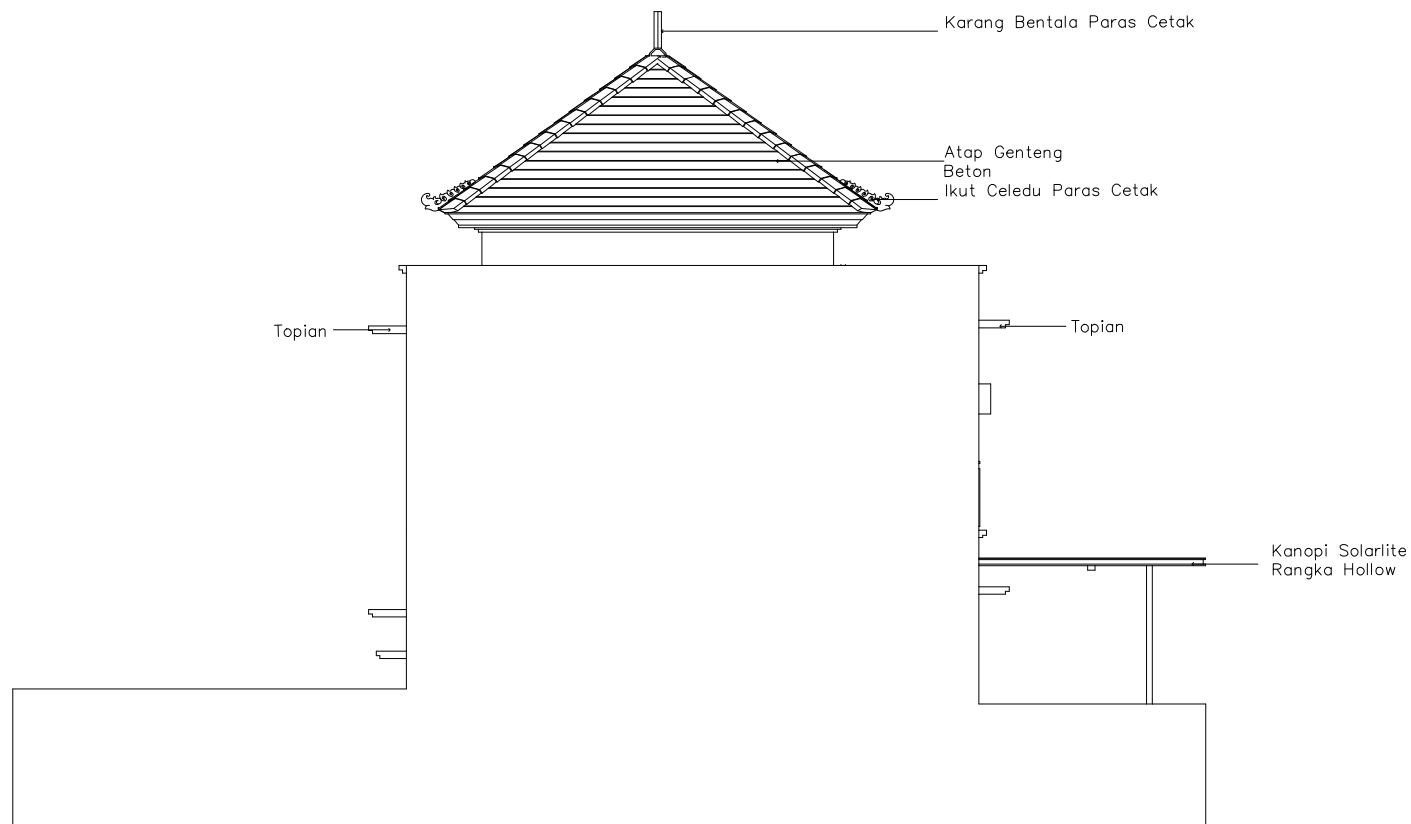 Karang Bentala Paras Cetak
Atap Genteng
Beton
Ikut Celedu Paras Cetak
Topian
Topian
Kanopi Solarlite
Rangka Hollow